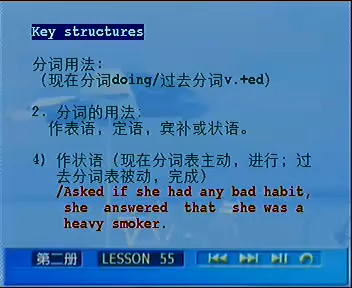 Key structures
分词用法:
(现在分词doing/过去分词v.+ed)
2. 分词的用法:
作表语, 定语, 宾补或状语。
4) 作状语 (现在分词表主动, 进行; 过
去分词表被动, 完成)
/Asked if she had any bad habit,
she answered that she was a
heavy smoker.
第二册 LESSON 55